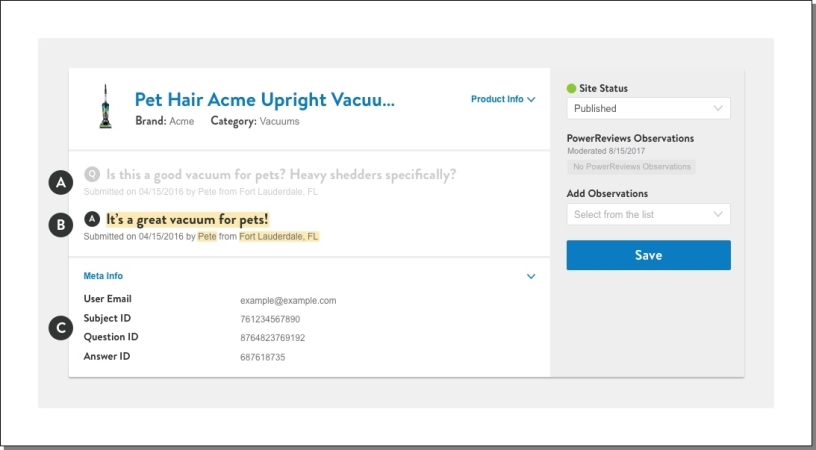 Pet Hair Acme Upright Vacuu...
Product Info
Brand: Acme Category: Vacuums
A
Q Is this a good vacuum for pets? Heavy shedders specifically?
Submitted on 04/15/2016 by Pete from Fort Lauderdale, FL
B
A It's a great vacuum for pets!
Submitted on 04/15/2016 by Pete from Fort Lauderdale, FL
Meta Info
User Email example@example.com
Subject ID 761234567890
C
Question ID 8764823769192
Answer ID 687618735
Site Status
Published
PowerReviews Observations
Moderated 8/15/2017
No PowerReviews Observations
Add Observations
Select from the list
Save